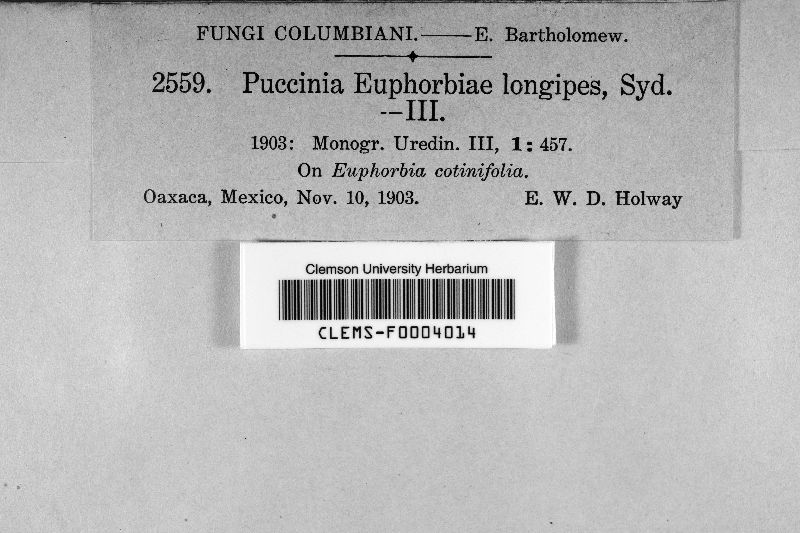 FUNGI COLUMBIANI.——E. Bartholomew.
2559. Puccinia Euphorbiae longipes, Syd.
--III.
1903: Monogr. Uredin. III, 1: 457.
On Euphorbia cotinifolia.
Oaxaca, Mexico, Nov. 10, 1903. E. W. D. Holway
Clemson University Herbarium
CLEMS-F0004014